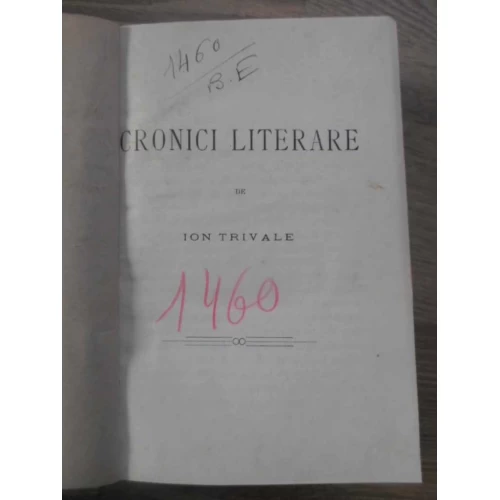 1460
B.E
CRONICI LITERARE
DE
ION TRIVALE
1460